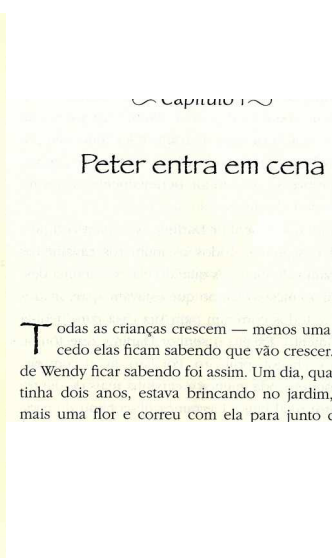 Capítulo 1
Peter entra em cena
Todas as crianças crescem — menos uma
cedo elas ficam sabendo que vão crescer.
de Wendy ficar sabendo foi assim. Um dia, qua
tinha dois anos, estava brincando no jardim,
mais uma flor e correu com ela para junto